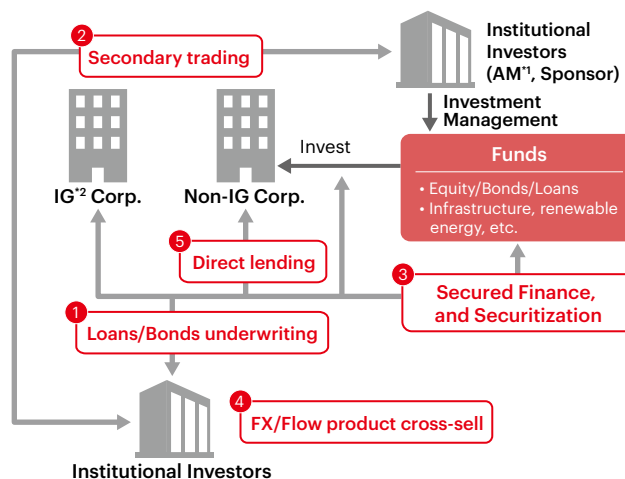 2
Secondary trading
Institutional
Investors
(AM*1, Sponsor)
Investment
Management
Invest
Funds
• Equity/Bonds/Loans
• Infrastructure, renewable
energy, etc.
IG*2 Corp.
Non-IG Corp.
5
Direct lending
3
Secured Finance,
and Securitization
1
Loans/Bonds underwriting
4
FX/Flow product cross-sell
Institutional Investors